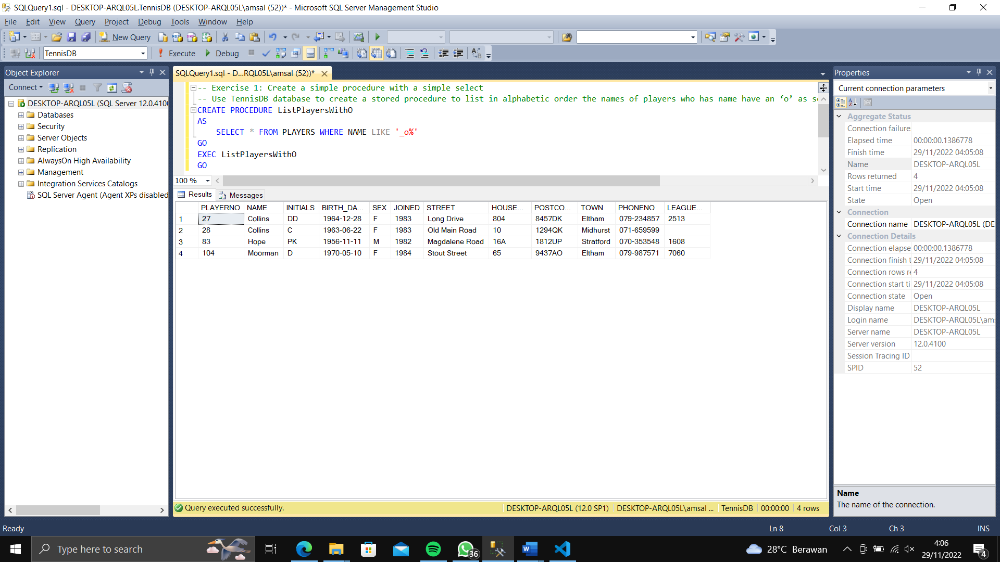 SQLQuery1.sql - DESKTOP-ARQL05L.TennisDB (DESKTOP-ARQL05L\amsal (52))* - Microsoft SQL Server Management Studio
File Edit View Query Project Debug Tools Window Help
New Query
TennisDB Execute Debug
Object Explorer
Connect
DESKTOP-ARQL05L (SQL Server 12.0.4100
Databases
Security
Server Objects
Replication
AlwaysOn High Availability
Management
Integration Services Catalogs
SQL Server Agent (Agent XPs disabled
SQLQuery1.sql - D...RQL05L\amsal (52))*
-- Exercise 1: Create a simple procedure with a simple select
-- Use TennisDB database to create a stored procedure to list in alphabetic order the names of players who has name have an ‘o’ as s
CREATE PROCEDURE ListPlayersWithO
AS
SELECT * FROM PLAYERS WHERE NAME LIKE '_o%'
GO
EXEC ListPlayersWithO
GO
100 %
Results Messages
PLAYERNO NAME INITIALS BIRTH_DA... SEX JOINED STREET HOUSE... POSTCO... TOWN PHONENO LEAGUE...
1 27 Collins DD 1964-12-28 F 1983 Long Drive 804 8457DK Eltham 079-234857 2513
2 28 Collins C 1963-06-22 F 1983 Old Main Road 10 1294QK Midhurst 071-659599
3 83 Hope PK 1956-11-11 M 1982 Magdalene Road 16A 1812UP Stratford 070-353548 1608
4 104 Moorman D 1970-05-10 F 1984 Stout Street 65 9437AO Eltham 079-987571 7060
Query executed successfully. DESKTOP-ARQL05L (12.0 SP1) DESKTOP-ARQL05L\amsal ... TennisDB 00:00:00 4 rows
Properties
Current connection parameters
Aggregate Status
Connection failure
Elapsed time 00:00:00.1386778
Finish time 29/11/2022 04:05:08
Name DESKTOP-ARQL05L
Rows returned 4
Start time 29/11/2022 04:05:08
State Open
Connection
Connection name DESKTOP-ARQL05L (DE
Connection Details
Connection elapse 00:00:00.1386778
Connection finish t 29/11/2022 04:05:08
Connection rows re 4
Connection start ti 29/11/2022 04:05:08
Connection state Open
Display name DESKTOP-ARQL05L
Login name DESKTOP-ARQL05L\ams
Server name DESKTOP-ARQL05L
Server version 12.0.4100
Session Tracing ID
SPID 52
Name
The name of the connection.
Ready Ln 8 Col 3 Ch 3 INS
Type here to search 36 28°C Berawan 4:06
29/11/2022 4